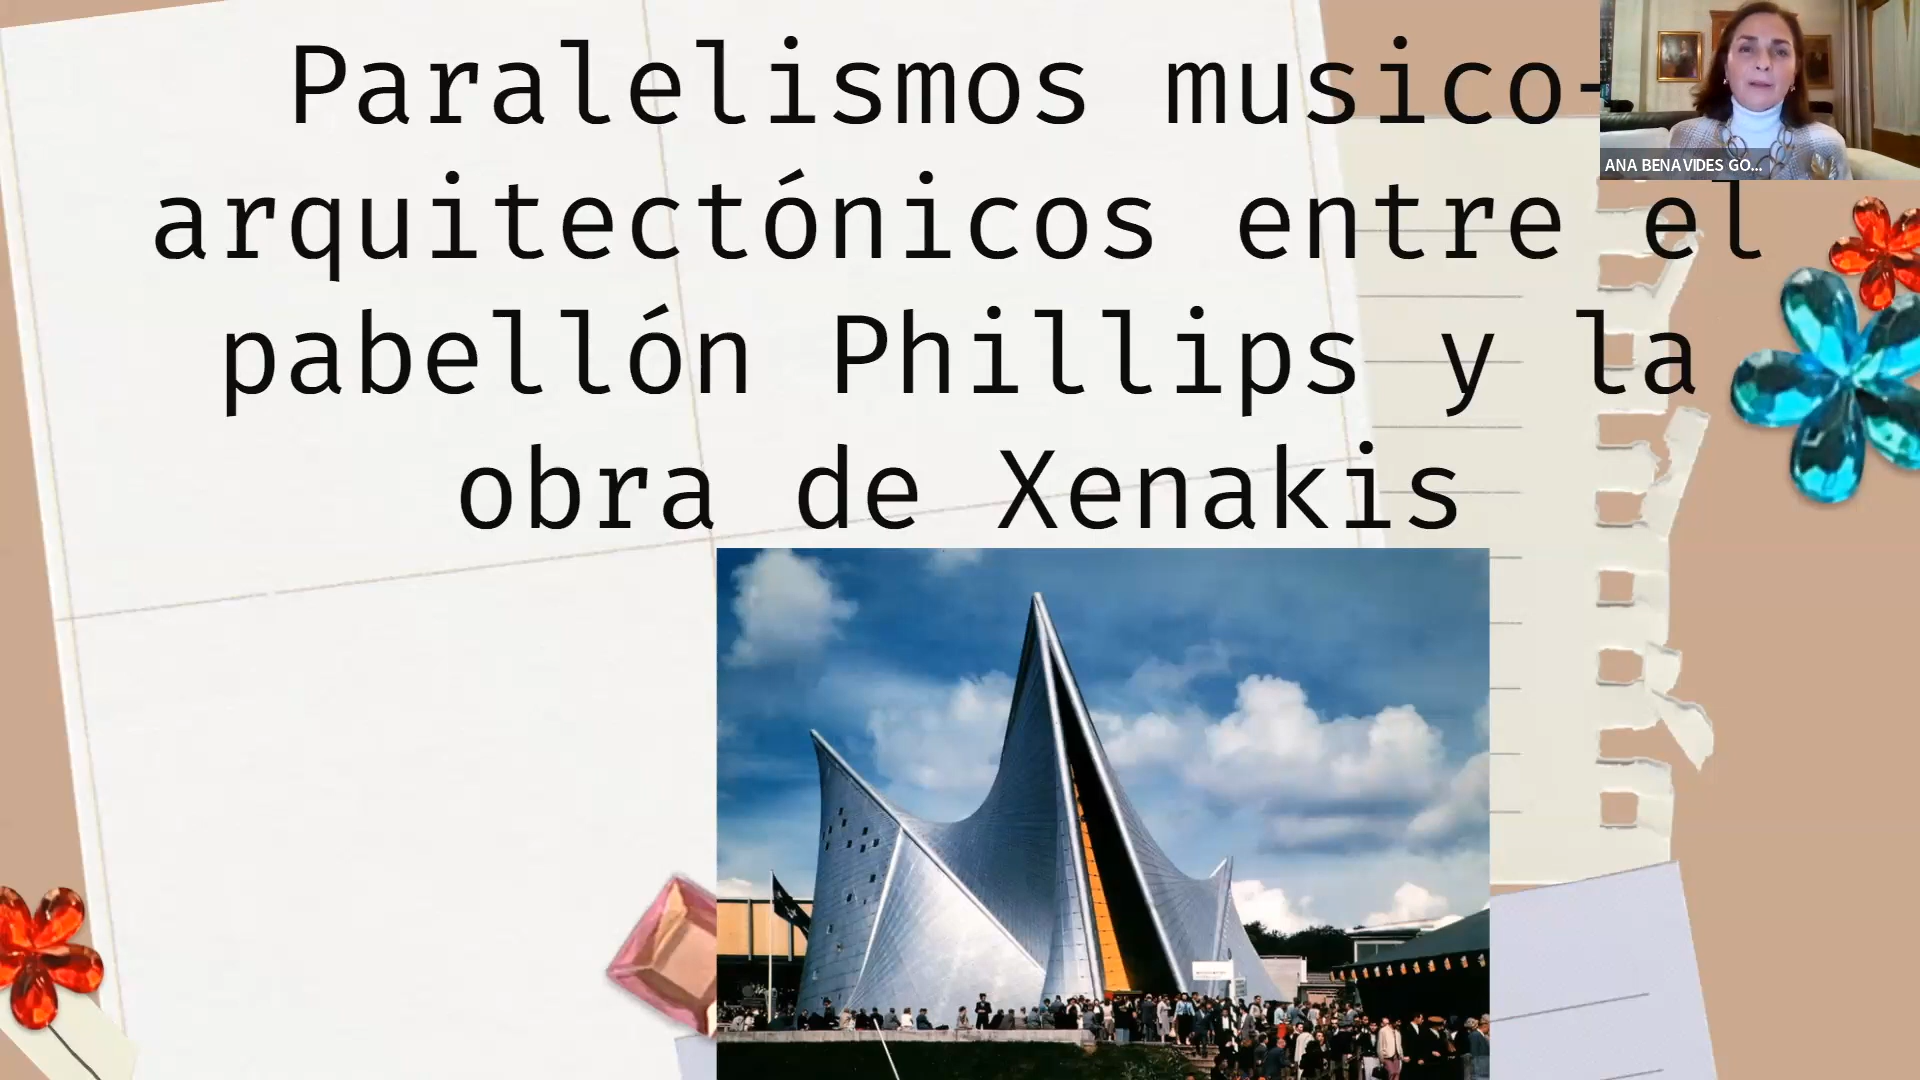 Paralelismos musico-
arquitectónicos entre el
pabellón Phillips y la
obra de Xenakis
ANA BENAVIDES GO...